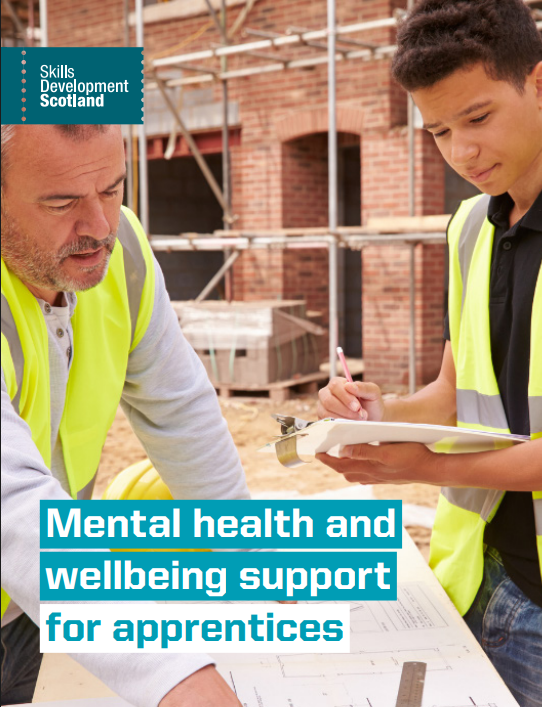 Skills
Development
Scotland
Mental health and
wellbeing support
for apprentices